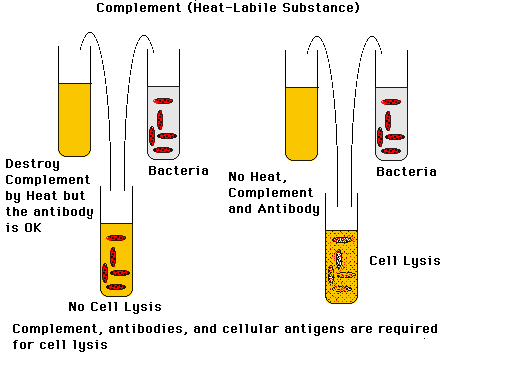 Complement (Heat-Labile Substance)
Destroy
Complement
by Heat but
the antibody
is OK
Bacteria
No Cell Lysis
No Heat,
Complement
and Antibody
Bacteria
Cell Lysis
Complement, antibodies, and cellular antigens are required
for cell lysis